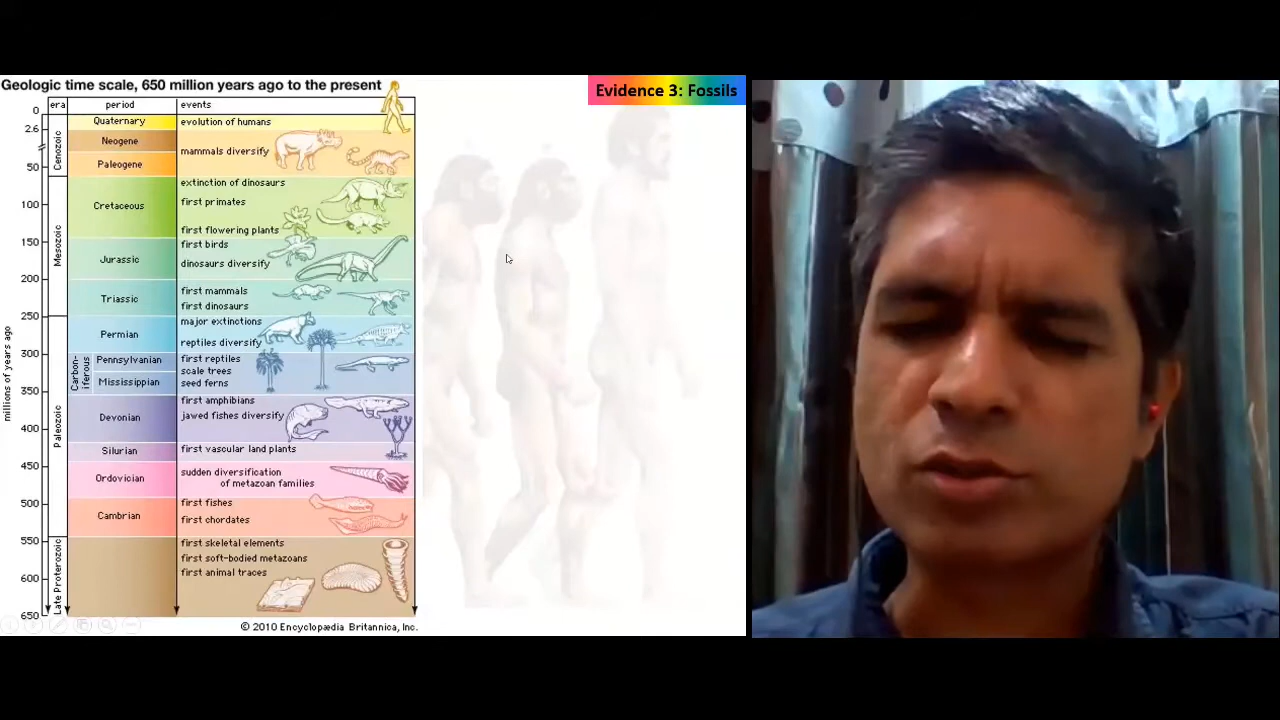 Geologic time scale, 650 million years ago to the present
Evidence 3: Fossils
era period events
0
Quaternary evolution of humans
2.6
Neogene
mammals diversify
50
Paleogene
Cenozoic
extinction of dinosaurs
100
Cretaceous
first primates
first flowering plants
150
first birds
Jurassic
dinosaurs diversify
200
Mesozoic
first mammals
Triassic
first dinosaurs
250
major extinctions
Permian
reptiles diversify
300
Carbon-
iferous
Pennsylvanian
first reptiles
scale trees
Mississippian
seed ferns
350
first amphibians
Devonian
jawed fishes diversify
400
Paleozoic
Silurian
first vascular land plants
450
Ordovician
sudden diversification
of metazoan families
500
first fishes
Cambrian
first chordates
550
first skeletal elements
first soft-bodied metazoans
first animal traces
600
Late Proterozoic
650
millions of years ago
© 2010 Encyclopædia Britannica, Inc.